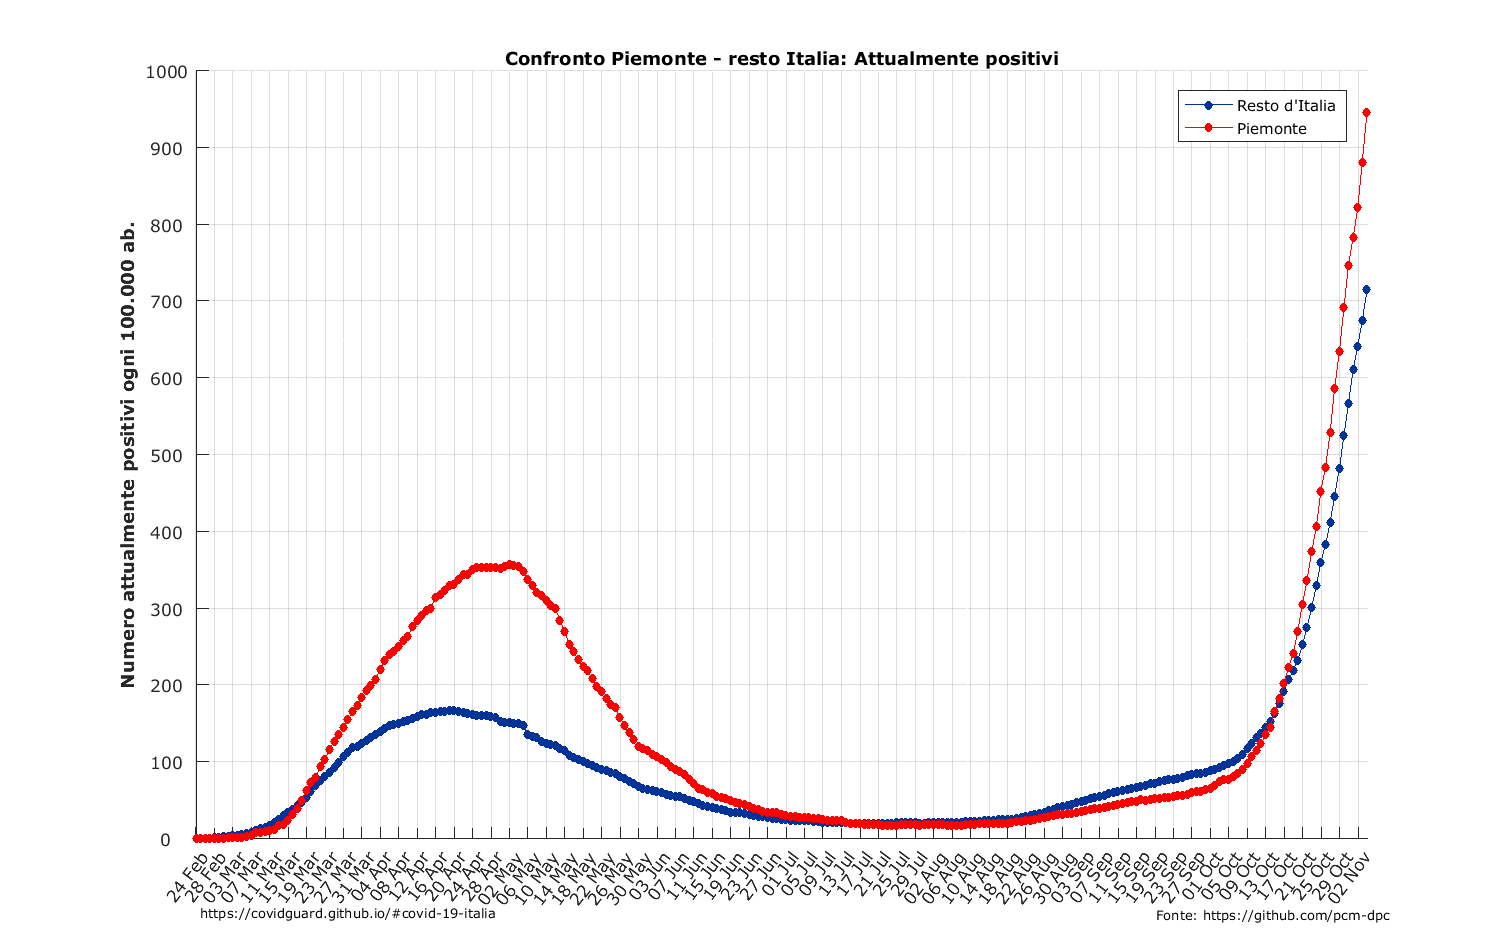 Confronto Piemonte - resto Italia: Attualmente positivi
Resto d'Italia
Piemonte
Numero attualmente positivi ogni 100.000 ab.
1000
900
800
700
600
500
400
300
200
100
0
24 Feb
28 Feb
03 Mar
07 Mar
11 Mar
15 Mar
19 Mar
23 Mar
27 Mar
31 Mar
04 Apr
08 Apr
12 Apr
16 Apr
20 Apr
24 Apr
28 Apr
02 May
06 May
10 May
14 May
18 May
22 May
26 May
30 May
03 Jun
07 Jun
11 Jun
15 Jun
19 Jun
23 Jun
27 Jun
01 Jul
05 Jul
09 Jul
13 Jul
17 Jul
21 Jul
25 Jul
29 Jul
02 Aug
06 Aug
10 Aug
14 Aug
18 Aug
22 Aug
26 Aug
30 Aug
03 Sep
07 Sep
11 Sep
15 Sep
19 Sep
23 Sep
27 Sep
01 Oct
05 Oct
09 Oct
13 Oct
17 Oct
21 Oct
25 Oct
29 Oct
02 Nov
https://covidguard.github.io/#covid-19-italia
Fonte: https://github.com/pcm-dpc